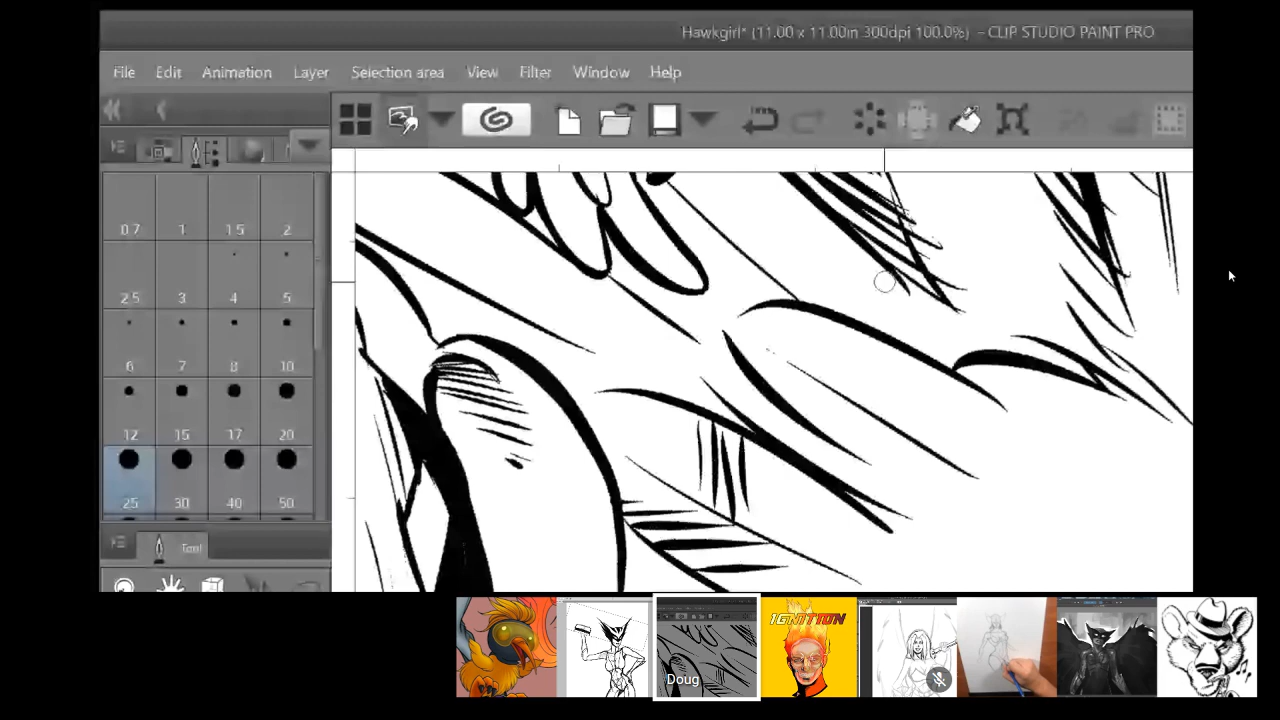 Hawkgirl* (11.00 x 11.00in 300dpi 100.0%) - CLIP STUDIO PAINT PRO
File Edit Animation Layer Selection area View Filter Window Help
0.7 1 1.5 2
2.5 3 4 5
6 7 8 10
12 15 17 20
25 30 40 50
Tool
IGNITION
Doug